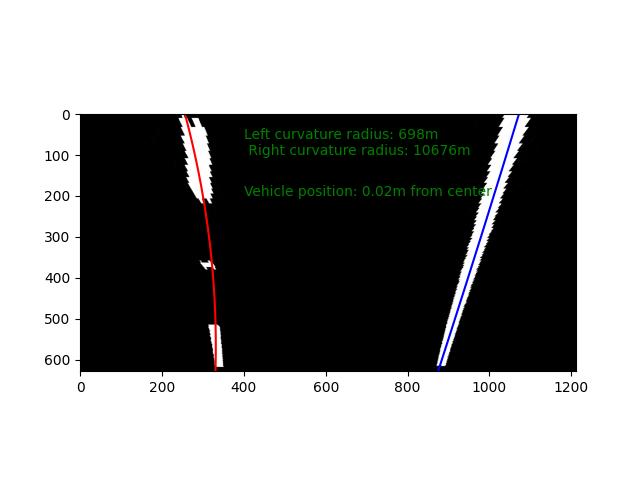 0
100
200
300
400
500
600
Left curvature radius: 698m
Right curvature radius: 10676m
Vehicle position: 0.02m from center
0 200 400 600 800 1000 1200